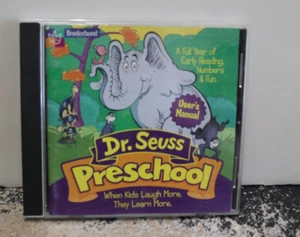 Broderbund
A Full Year of
Early Reading,
Numbers
& Fun.
User's
Manual
Dr. Seuss
Preschool
When Kids Laugh More,
They Learn More.